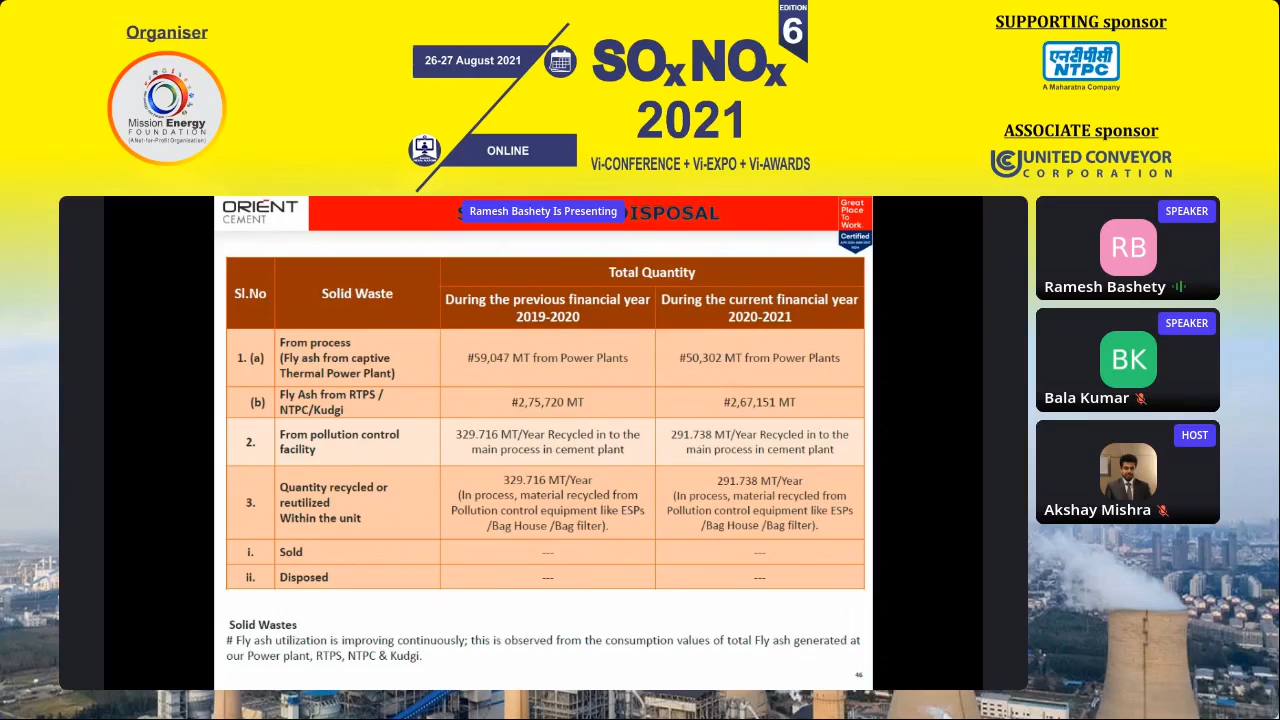 Organiser
Mission Energy
FOUNDATION
(A Not-for-Profit Organisation)
26-27 August 2021
ONLINE
EDITION
6
SOxNOx
2021
Vi-CONFERENCE + Vi-EXPO + Vi-AWARDS
SUPPORTING sponsor
एनटीपीसी
NTPC
A Maharatna Company
ASSOCIATE sponsor
UNITED CONVEYOR
CORPORATION
ORIENT
CEMENT
Ramesh Bashety Is Presenting
DISPOSAL
Great
Place
To
Work.
Certified
Sl.No
Solid Waste
Total Quantity
During the previous financial year
2019-2020
During the current financial year
2020-2021
1. (a)
From process
(Fly ash from captive
Thermal Power Plant)
#59,047 MT from Power Plants
#50,302 MT from Power Plants
(b)
Fly Ash from RTPS /
NTPC/Kudgi
#2,75,720 MT
#2,67,151 MT
2.
From pollution control
facility
329.716 MT/Year Recycled in to the
main process in cement plant
291.738 MT/Year Recycled in to the
main process in cement plant
3.
Quantity recycled or
reutilized
Within the unit
329.716 MT/Year
(In process, material recycled from
Pollution control equipment like ESPs
/Bag House /Bag filter).
291.738 MT/Year
(In process, material recycled from
Pollution control equipment like ESPs
/Bag House /Bag filter).
i.
Sold
---
---
ii.
Disposed
---
---
Solid Wastes
# Fly ash utilization is improving continuously; this is observed from the consumption values of total Fly ash generated at
our Power plant, RTPS, NTPC & Kudgi.
46
SPEAKER
RB
Ramesh Bashety
SPEAKER
BK
Bala Kumar
HOST
Akshay Mishra